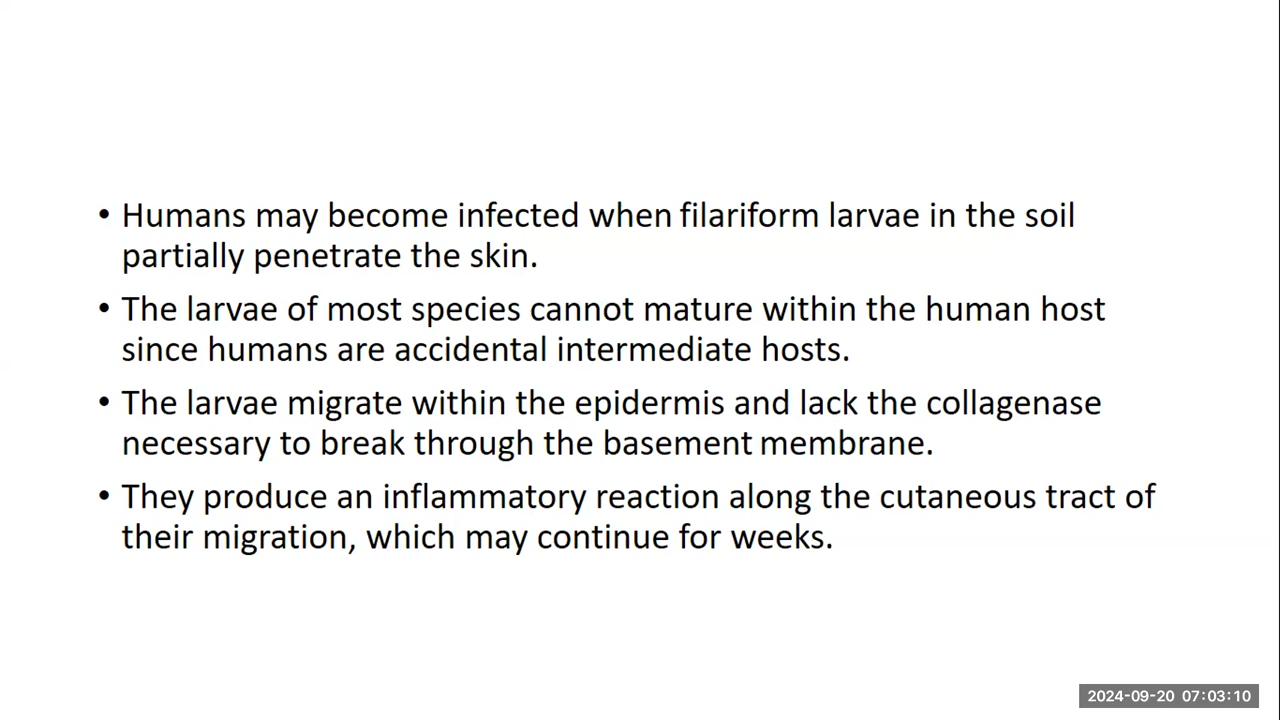 • Humans may become infected when filariform larvae in the soil
partially penetrate the skin.
• The larvae of most species cannot mature within the human host
since humans are accidental intermediate hosts.
• The larvae migrate within the epidermis and lack the collagenase
necessary to break through the basement membrane.
• They produce an inflammatory reaction along the cutaneous tract of
their migration, which may continue for weeks.
2024-09-20 07:03:10